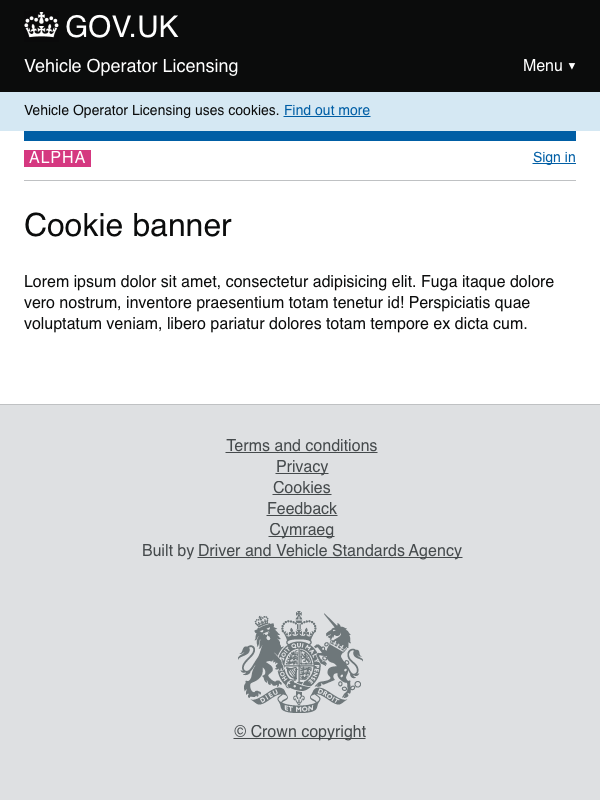 GOV.UK
Vehicle Operator Licensing
Menu ▼
Vehicle Operator Licensing uses cookies. Find out more
ALPHA
Sign in
Cookie banner
Lorem ipsum dolor sit amet, consectetur adipisicing elit. Fuga itaque dolore
vero nostrum, inventore praesentium totam tenetur id! Perspiciatis quae
voluptatum veniam, libero pariatur dolores totam tempore ex dicta cum.
Terms and conditions
Privacy
Cookies
Feedback
Cymraeg
Built by Driver and Vehicle Standards Agency
DIEU ET MON DROIT
© Crown copyright